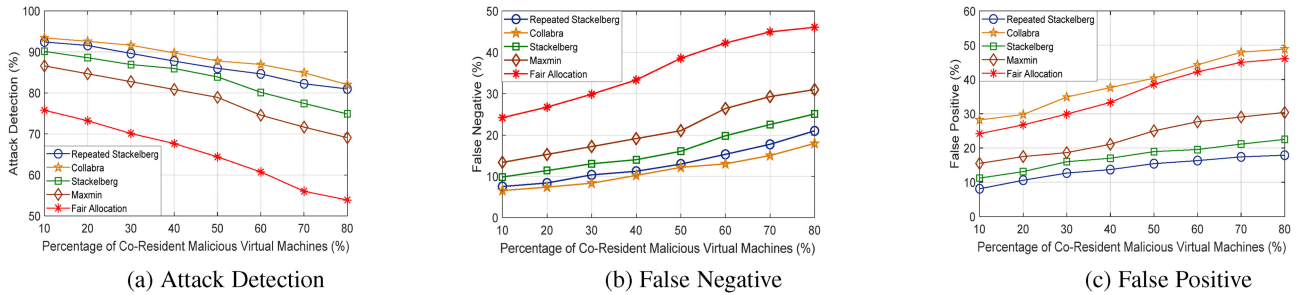 100
90
80
70
60
50
Attack Detection (%)
Repeated Stackelberg
Collabra
Stackelberg
Maxmin
Fair Allocation
10 20 30 40 50 60 70 80
Percentage of Co-Resident Malicious Virtual Machines (%)
(a) Attack Detection
50
40
30
20
10
0
False Negative (%)
Repeated Stackelberg
Collabra
Stackelberg
Maxmin
Fair Allocation
10 20 30 40 50 60 70 80
Percentage of Co-Resident Malicious Virtual Machines (%)
(b) False Negative
60
50
40
30
20
10
0
False Positive (%)
Repeated Stackelberg
Collabra
Stackelberg
Maxmin
Fair Allocation
10 20 30 40 50 60 70 80
Percentage of Co-Resident Malicious Virtual Machines (%)
(c) False Positive